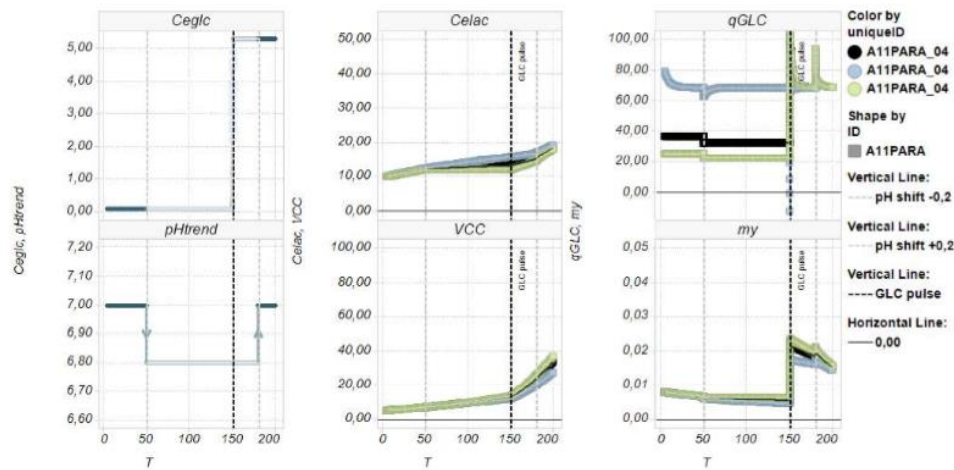 Ceglc
5,00
4,00
3,00
2,00
1,00
0,00
pHtrend
7,20
7,10
7,00
6,90
6,80
6,70
6,60
0 50 100 150 200
T
Ceglc, pHtrend
Celac
50,00
40,00
30,00
20,00
10,00
0,00
GLC pulse
VCC
100,00
80,00
60,00
40,00
20,00
0,00
GLC pulse
0 50 100 150 200
T
Celac, VCC
qGLC
100,00
80,00
60,00
40,00
20,00
0,00
GLC pulse
my
0,05
0,04
0,03
0,02
0,01
0,00
GLC pulse
0 50 100 150 200
T
qGLC, my
Color by
uniqueID
A11PARA_04
A11PARA_04
A11PARA_04
Shape by
ID
A11PARA
Vertical Line:
pH shift -0,2
Vertical Line:
pH shift +0,2
Vertical Line:
GLC pulse
Horizontal Line:
0,00